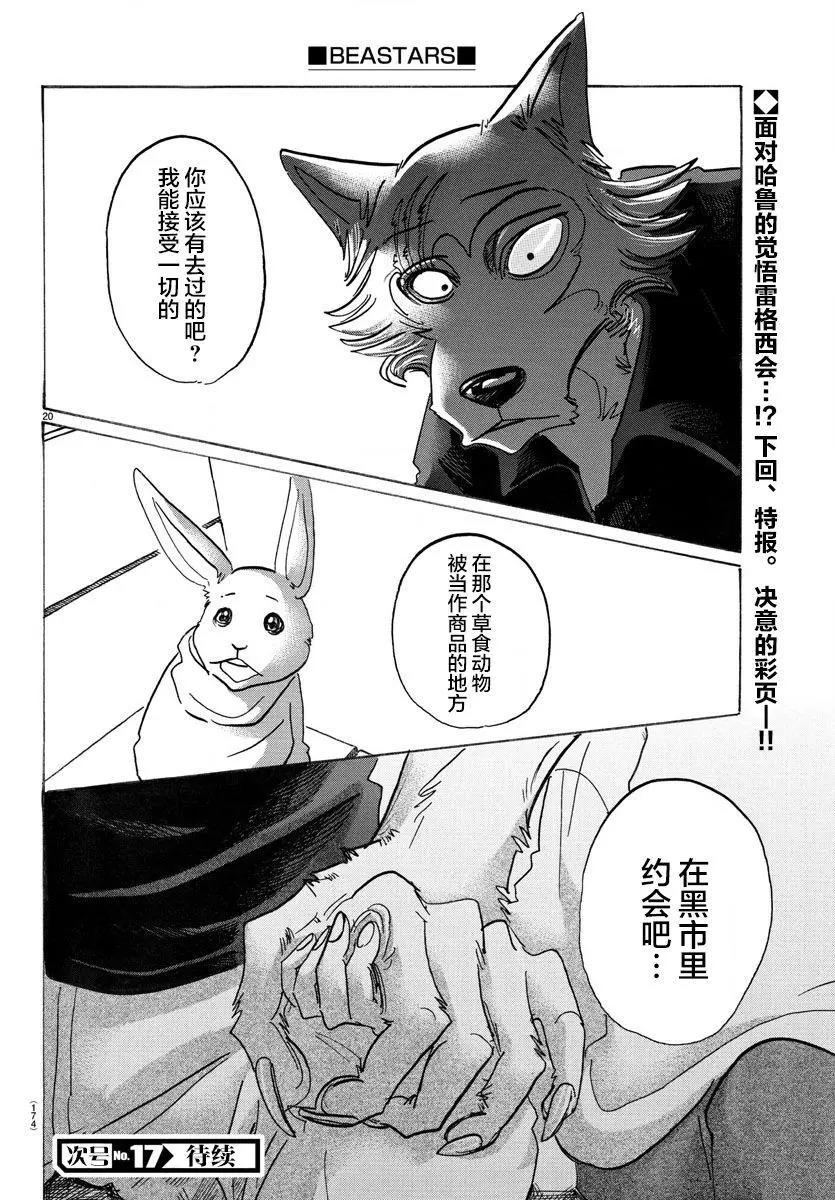 ■BEASTARS■
◆面对哈鲁的觉悟雷格西会…!? 下回、特报。 决意的彩页—!!
你应该有去过的吧?
我能接受一切的
20
在那个草食动物
被当作商品的地方
在黑市里
约会吧…
(174)
次号No.17 待续